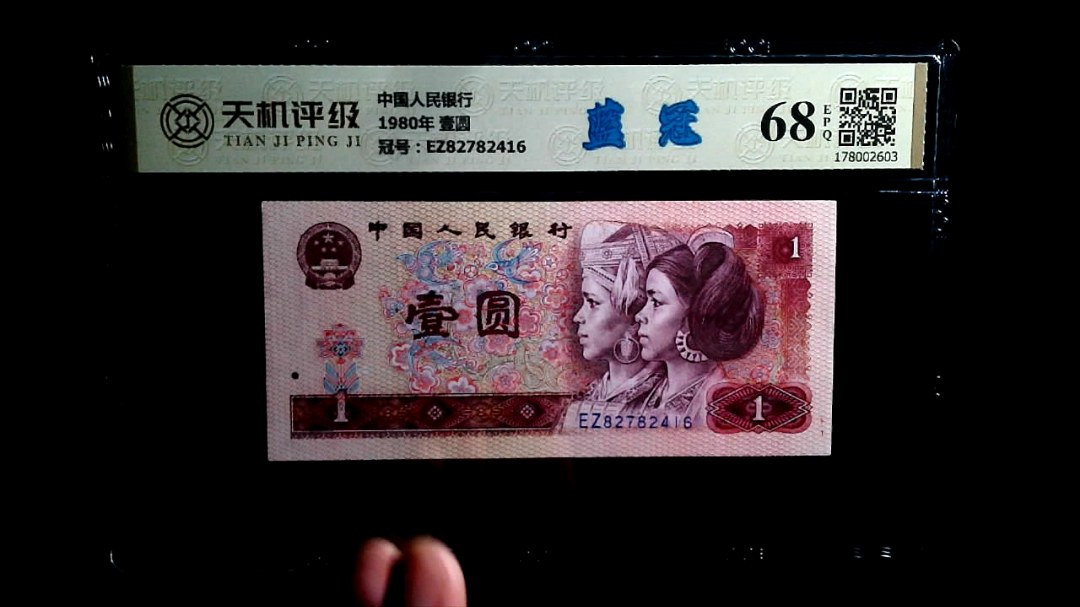 天机评级
TIAN JI PING JI
中国人民银行
1980年 壹圆
冠号：EZ82782416
蓝冠
68
EPQ
178002603
中国人民银行
1
壹圆
1
EZ82782416
1